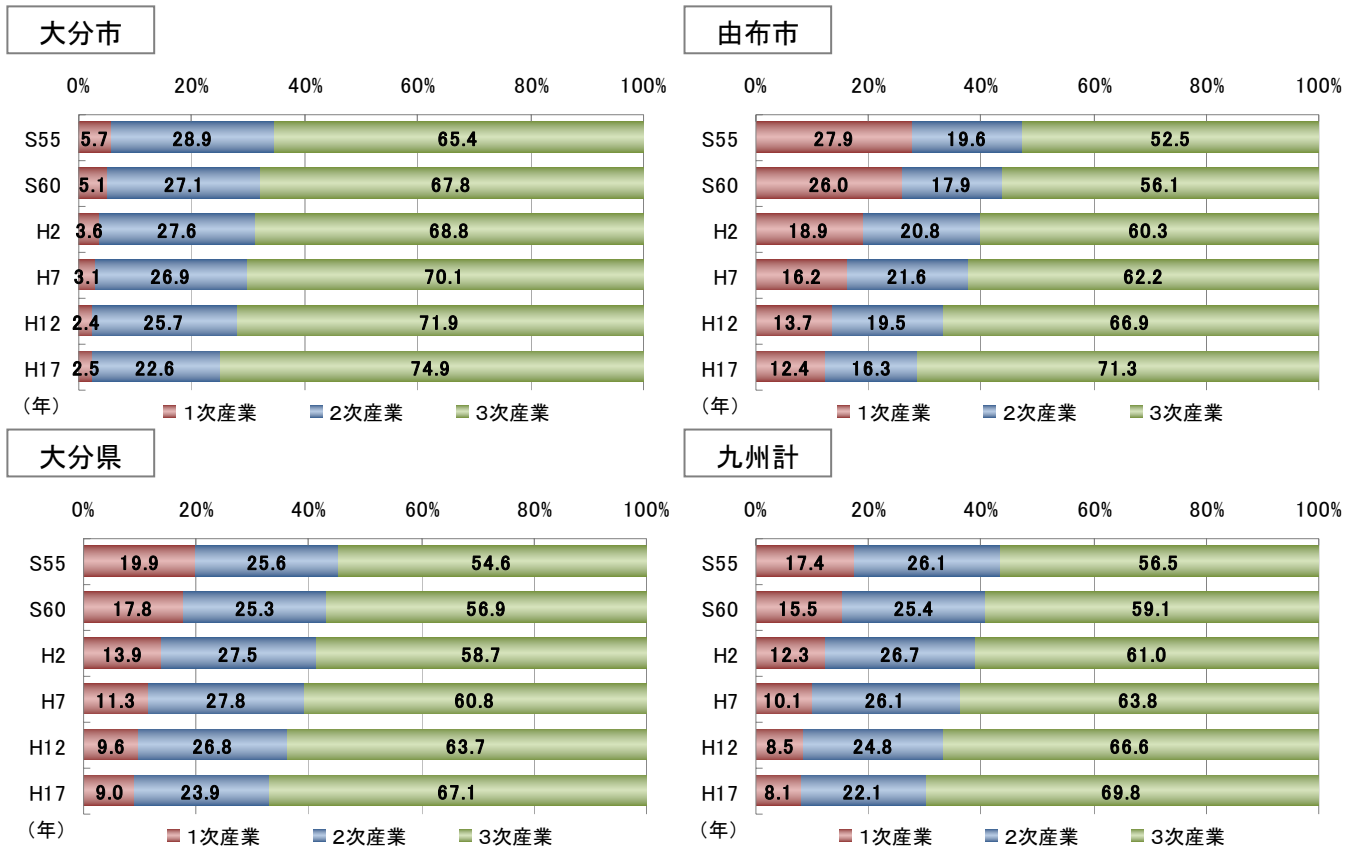 大分市
0% 20% 40% 60% 80% 100%
S55 5.7 28.9 65.4
S60 5.1 27.1 67.8
H2 3.6 27.6 68.8
H7 3.1 26.9 70.1
H12 2.4 25.7 71.9
H17 2.5 22.6 74.9
（年） 1次産業 2次産業 3次産業
由布市
0% 20% 40% 60% 80% 100%
S55 27.9 19.6 52.5
S60 26.0 17.9 56.1
H2 18.9 20.8 60.3
H7 16.2 21.6 62.2
H12 13.7 19.5 66.9
H17 12.4 16.3 71.3
（年） 1次産業 2次産業 3次産業
大分県
0% 20% 40% 60% 80% 100%
S55 19.9 25.6 54.6
S60 17.8 25.3 56.9
H2 13.9 27.5 58.7
H7 11.3 27.8 60.8
H12 9.6 26.8 63.7
H17 9.0 23.9 67.1
（年） 1次産業 2次産業 3次産業
九州計
0% 20% 40% 60% 80% 100%
S55 17.4 26.1 56.5
S60 15.5 25.4 59.1
H2 12.3 26.7 61.0
H7 10.1 26.1 63.8
H12 8.5 24.8 66.6
H17 8.1 22.1 69.8
（年） 1次産業 2次産業 3次産業